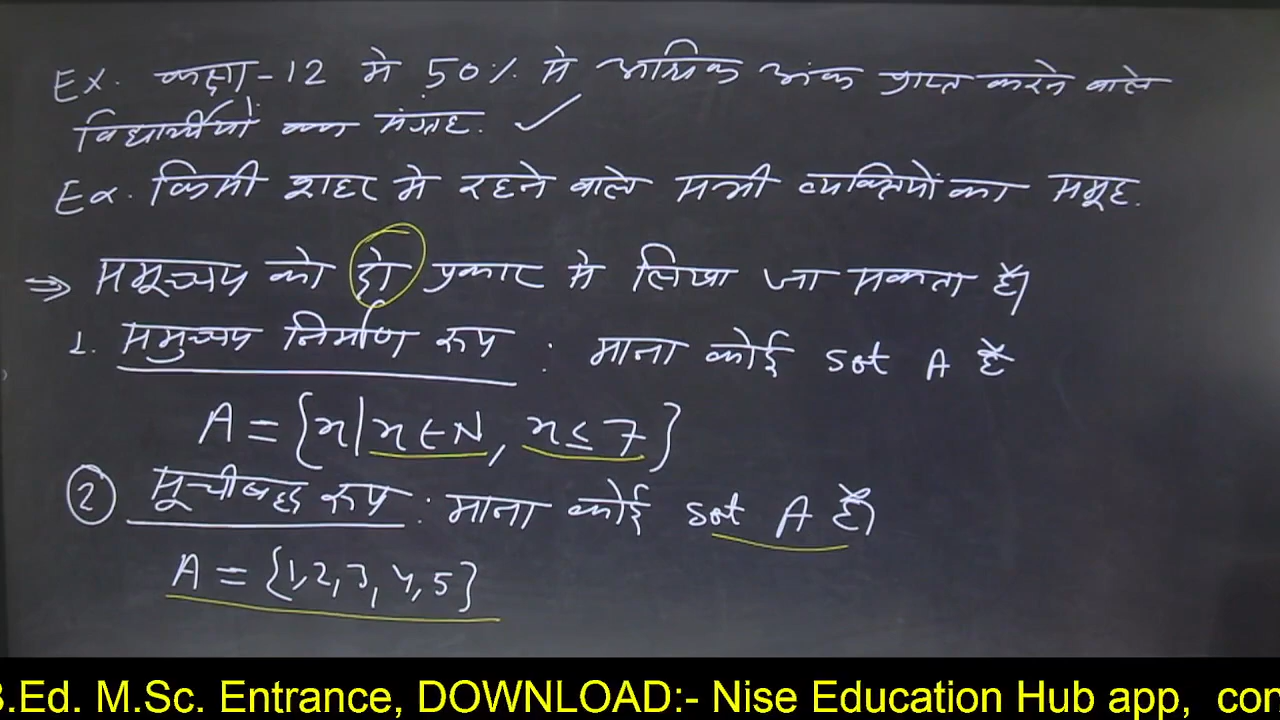 Ex. कक्षा-12 मे 50% से अधिक अंक प्राप्त करने वाले
विद्यार्थीयों का संग्रह. ✓
Ex. किसी शहर मे रहने वाले सभी व्यक्तियों का समूह.
⇒ समूच्चय को दो प्रकार से लिखा जा सकता है।
1. समुच्चय निर्माण रूप : माना कोई set A है
A = {x|x∈N, x≤7}
② सूचीबद्ध रूप : माना कोई set A है।
A = {1,2,3,4,5}
B.Ed. M.Sc. Entrance, DOWNLOAD:- Nise Education Hub app, con